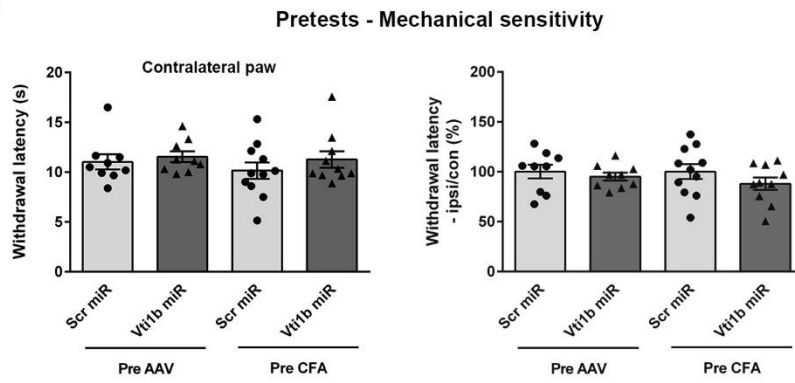 Pretests - Mechanical sensitivity
Contralateral paw
Withdrawal latency (s)
20
15
10
5
0
Scr miR
Vti1b miR
Scr miR
Vti1b miR
Pre AAV
Pre CFA
Withdrawal latency
- ipsi/con (%)
200
150
100
50
0
Scr miR
Vti1b miR
Scr miR
Vti1b miR
Pre AAV
Pre CFA